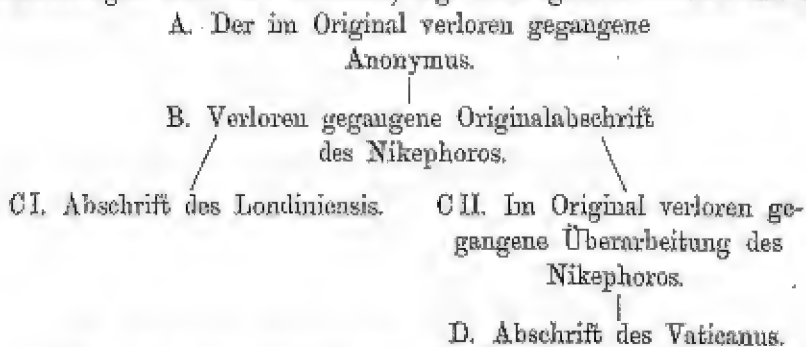 A. Der im Original verloren gegangene
Anonymus.
B. Verloren gegangene Originalabschrift
des Nikephoros.
C I. Abschrift des Londiniensis.
C II. Im Original verloren ge-
gangene Überarbeitung des
Nikephoros.
D. Abschrift des Vaticanus.